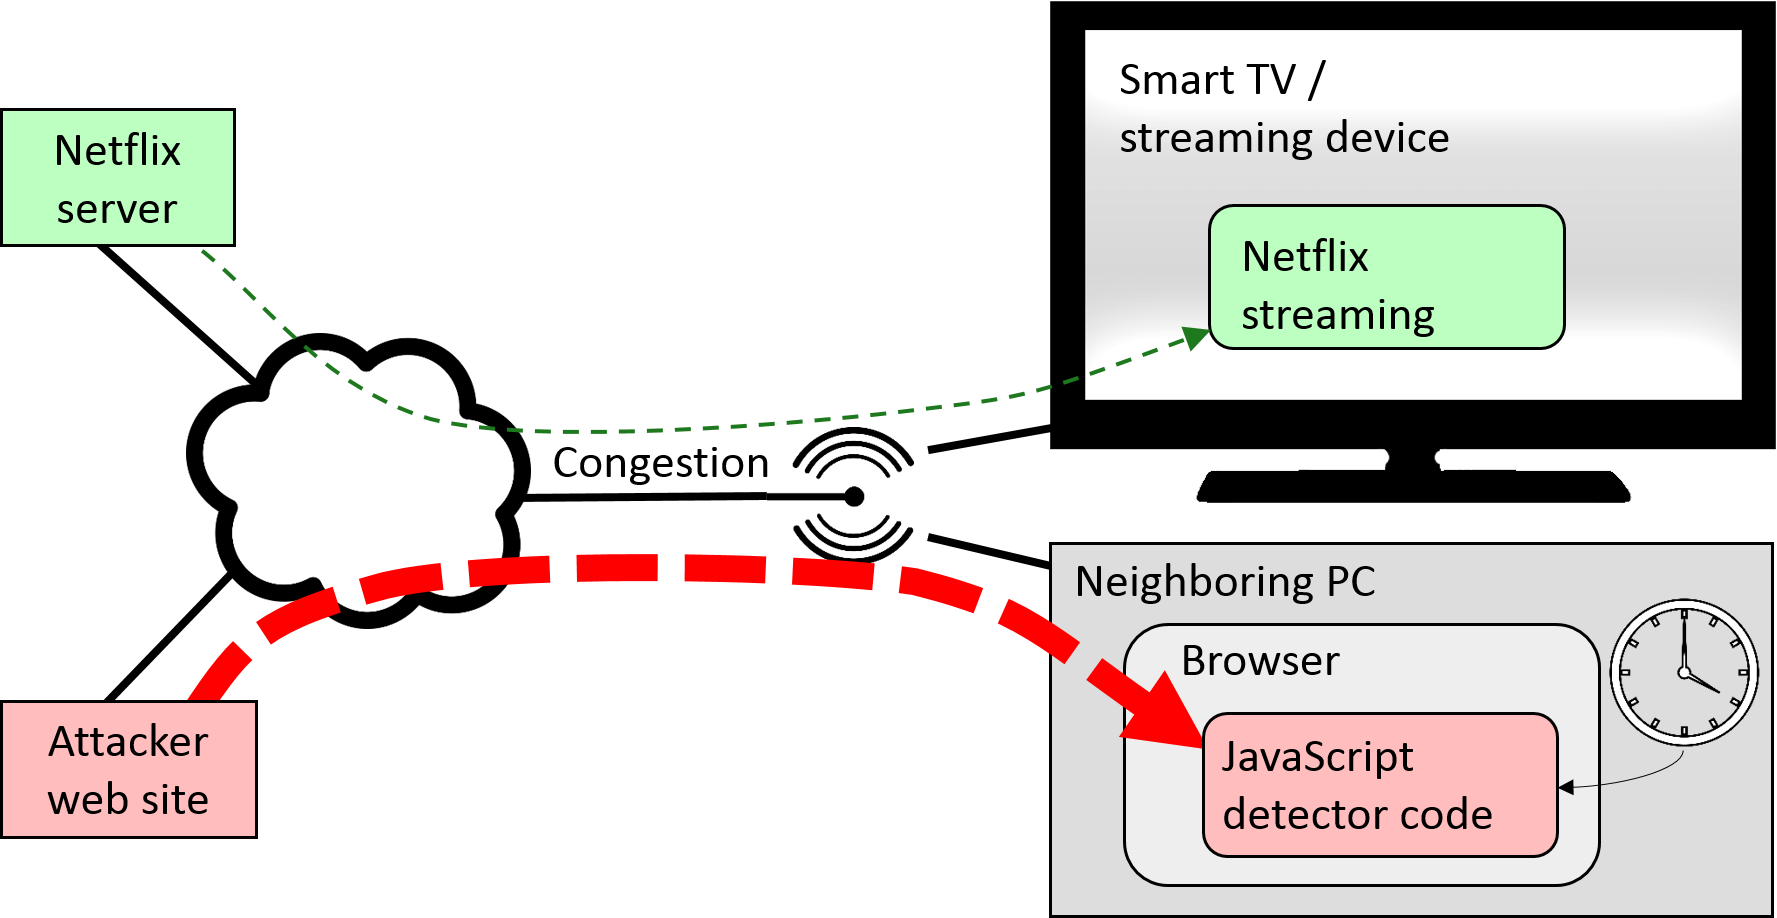 Netflix
server
Smart TV /
streaming device
Netflix
streaming
Congestion
Attacker
web site
Neighboring PC
Browser
JavaScript
detector code